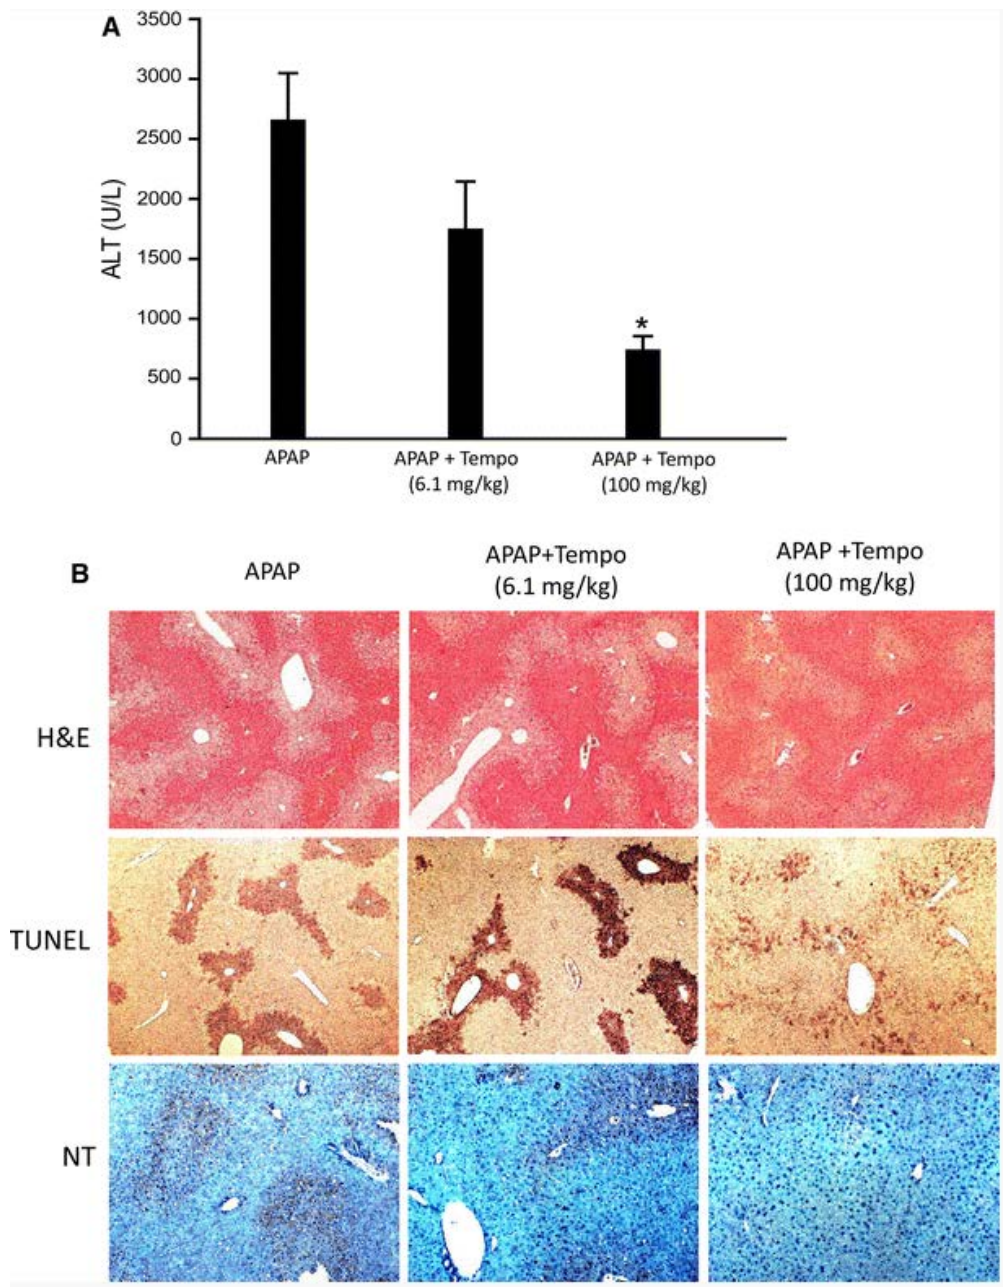 A
3500
3000
2500
2000
1500
1000
500
0
ALT (U/L)
*
APAP
APAP + Tempo
(6.1 mg/kg)
APAP + Tempo
(100 mg/kg)
B
APAP
APAP+Tempo
(6.1 mg/kg)
APAP +Tempo
(100 mg/kg)
H&E
TUNEL
NT